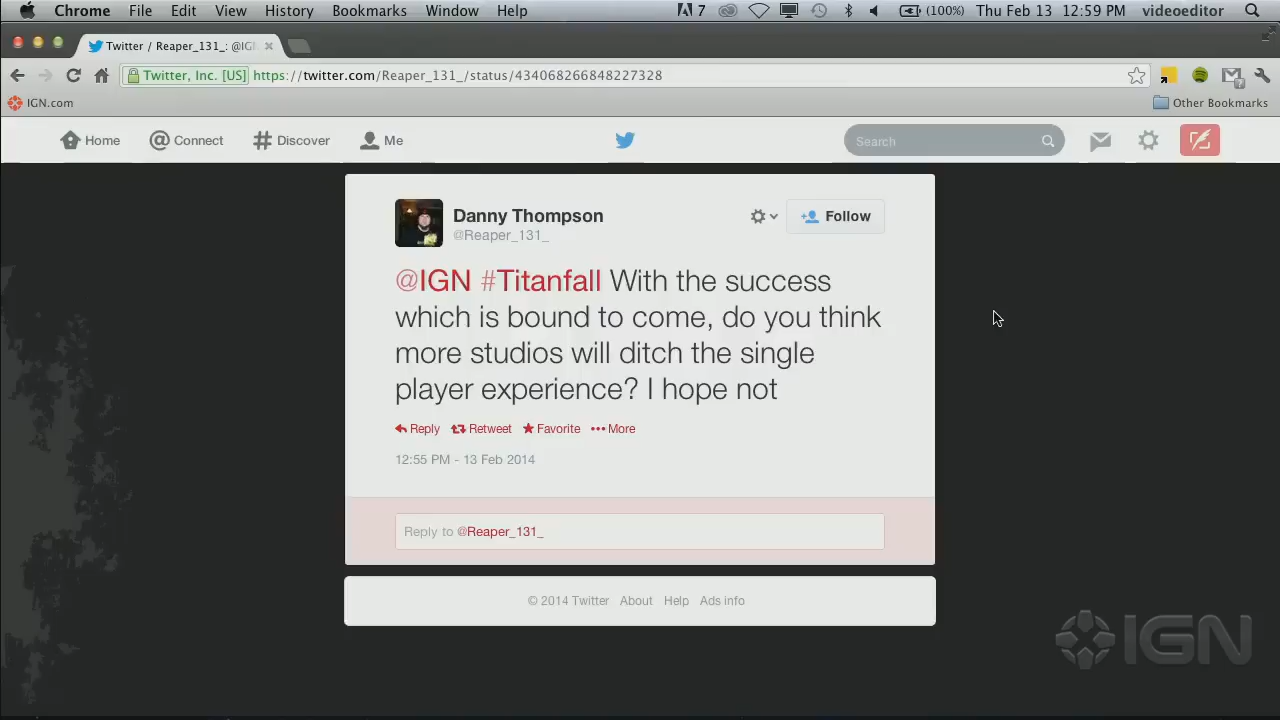 Chrome File Edit View History Bookmarks Window Help 7 (100%) Thu Feb 13 12:59 PM videoeditor
Twitter / Reaper_131_: @IGN
Twitter, Inc. [US] https://twitter.com/Reaper_131_/status/434068266848227328
IGN.com Other Bookmarks
Home Connect Discover Me Search
Danny Thompson
@Reaper_131_
Follow
@IGN #Titanfall With the success
which is bound to come, do you think
more studios will ditch the single
player experience? I hope not
Reply Retweet Favorite More
12:55 PM - 13 Feb 2014
Reply to @Reaper_131_
© 2014 Twitter About Help Ads info
IGN